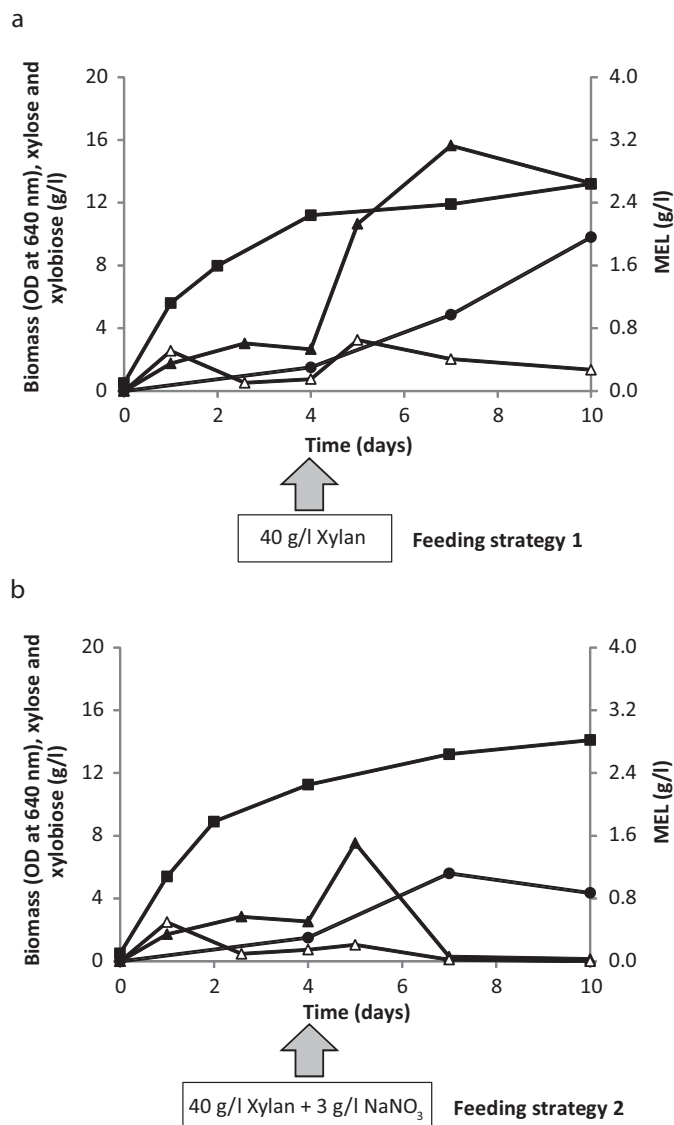 a
Biomass (OD at 640 nm), xylose and
xylobiose (g/l)
20
16
12
8
4
0
4.0
3.2
2.4
1.6
0.8
0.0
MEL (g/l)
0 2 4 6 8 10
Time (days)
40 g/l Xylan
Feeding strategy 1
b
Biomass (OD at 640 nm), xylose and
xylobiose (g/l)
20
16
12
8
4
0
4.0
3.2
2.4
1.6
0.8
0.0
MEL (g/l)
0 2 4 6 8 10
Time (days)
40 g/l Xylan + 3 g/l NaNO₃
Feeding strategy 2